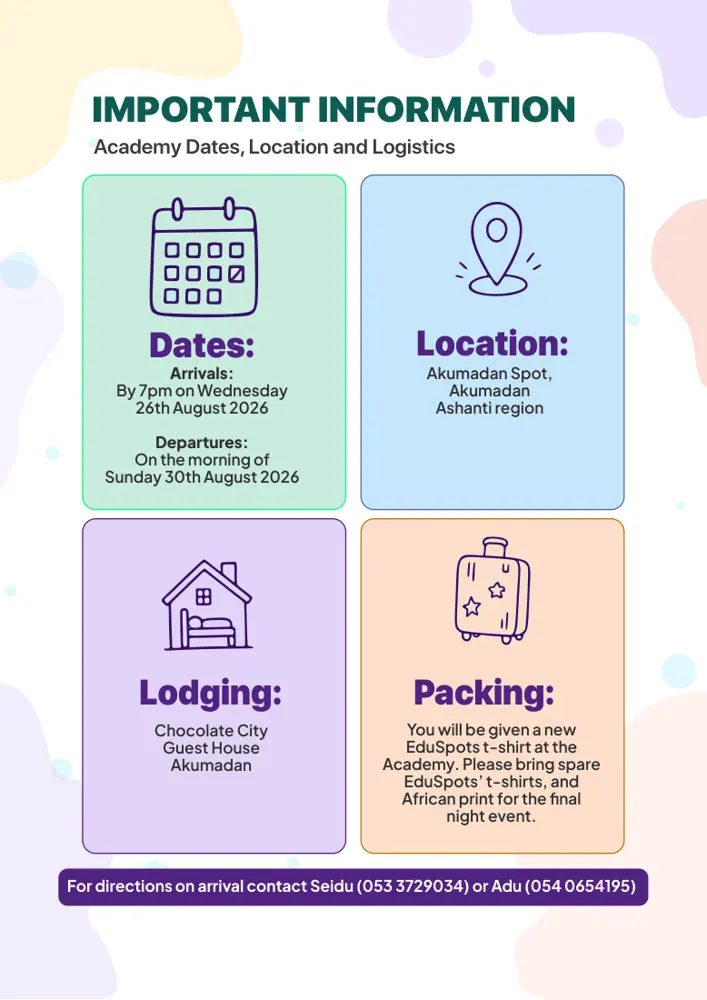 IMPORTANT INFORMATION
Academy Dates, Location and Logistics
Dates:
Arrivals:
By 7pm on Wednesday
26th August 2026
Departures:
On the morning of
Sunday 30th August 2026
Location:
Akumadan Spot,
Akumadan
Ashanti region
Lodging:
Chocolate City
Guest House
Akumadan
Packing:
You will be given a new
EduSpots t-shirt at the
Academy. Please bring spare
EduSpots’ t-shirts, and
African print for the final
night event.
For directions on arrival contact Seidu (053 3729034) or Adu (054 0654195)